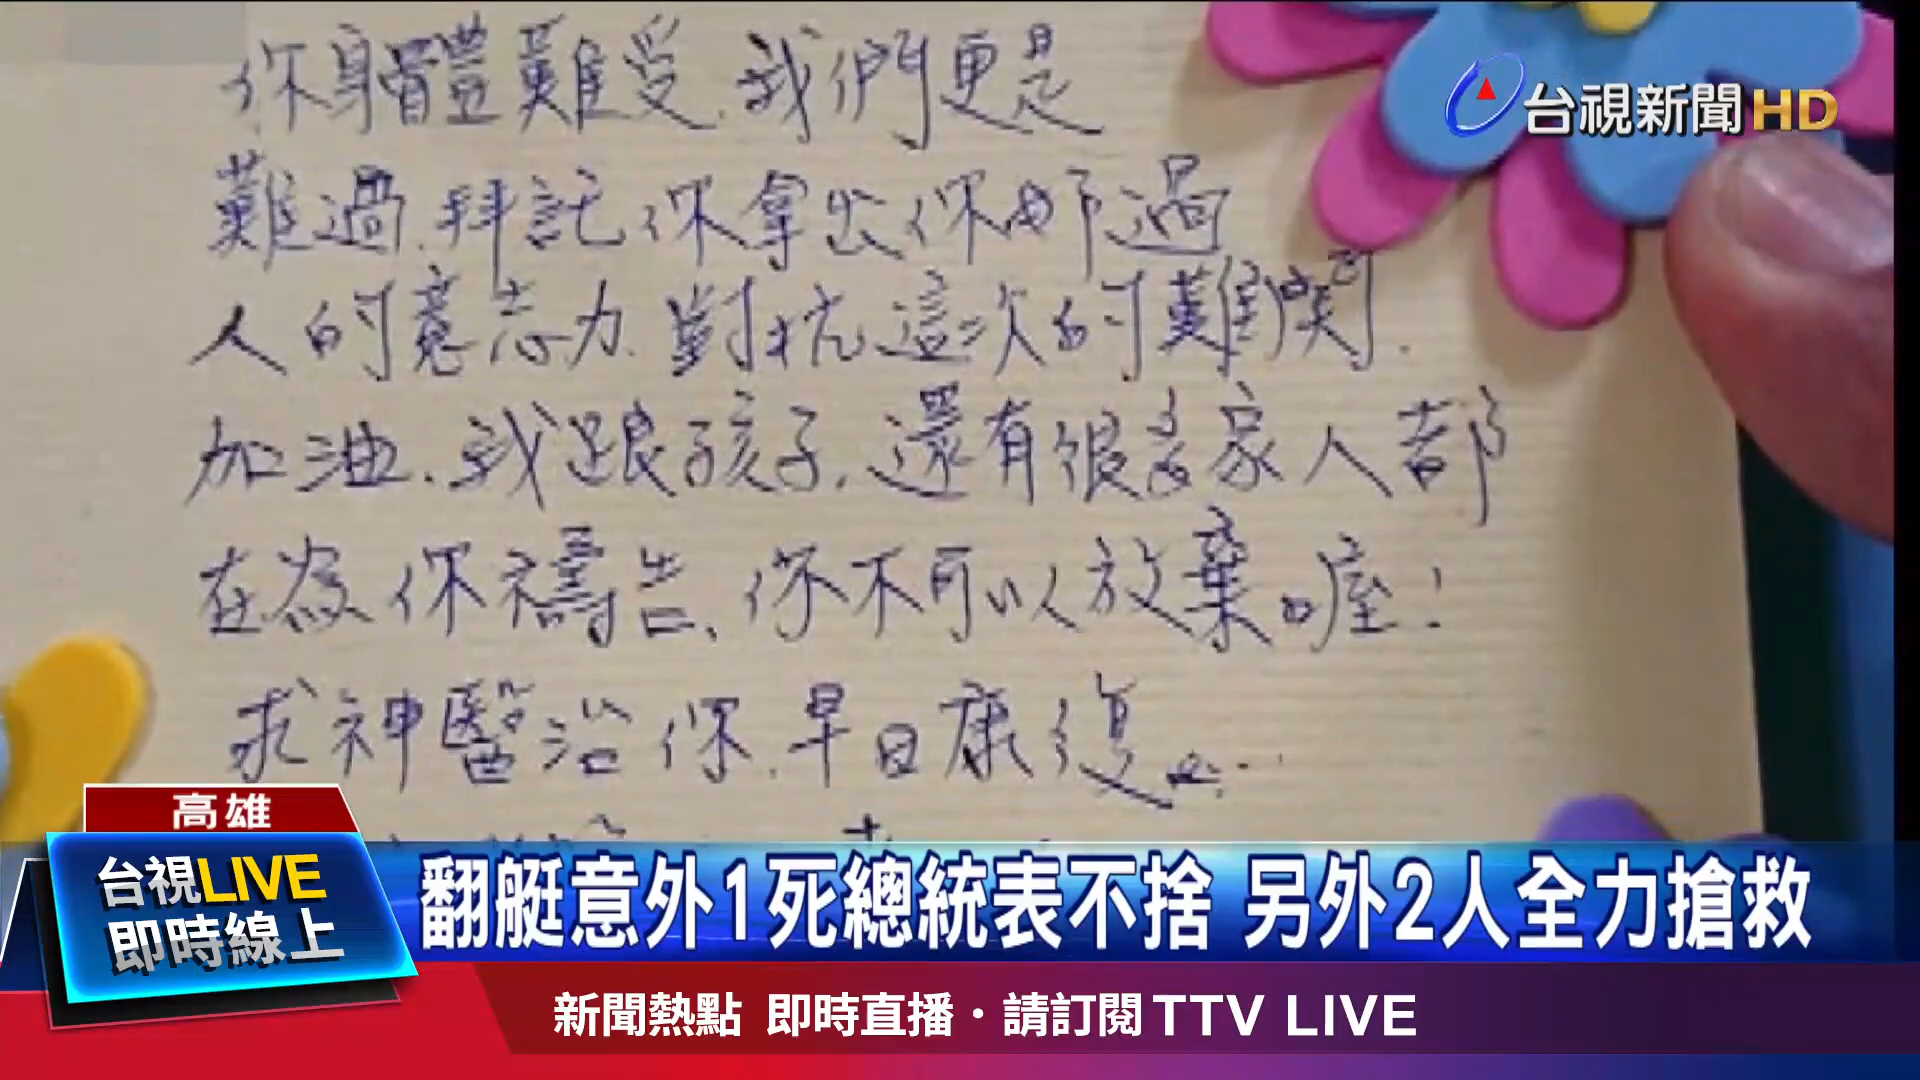 你身體難受.我們更是
難過.拜託你拿出你那過
人的意志力.對抗這次的難関.
加油.我跟孩子.還有很多家人都
在為你禱告.你不可以放棄喔!
求神醫治你.早日康復
台視新聞HD
高雄
台視LIVE
即時線上
翻艇意外1死總統表不捨 另外2人全力搶救
新聞熱點 即時直播·請訂閱TTV LIVE